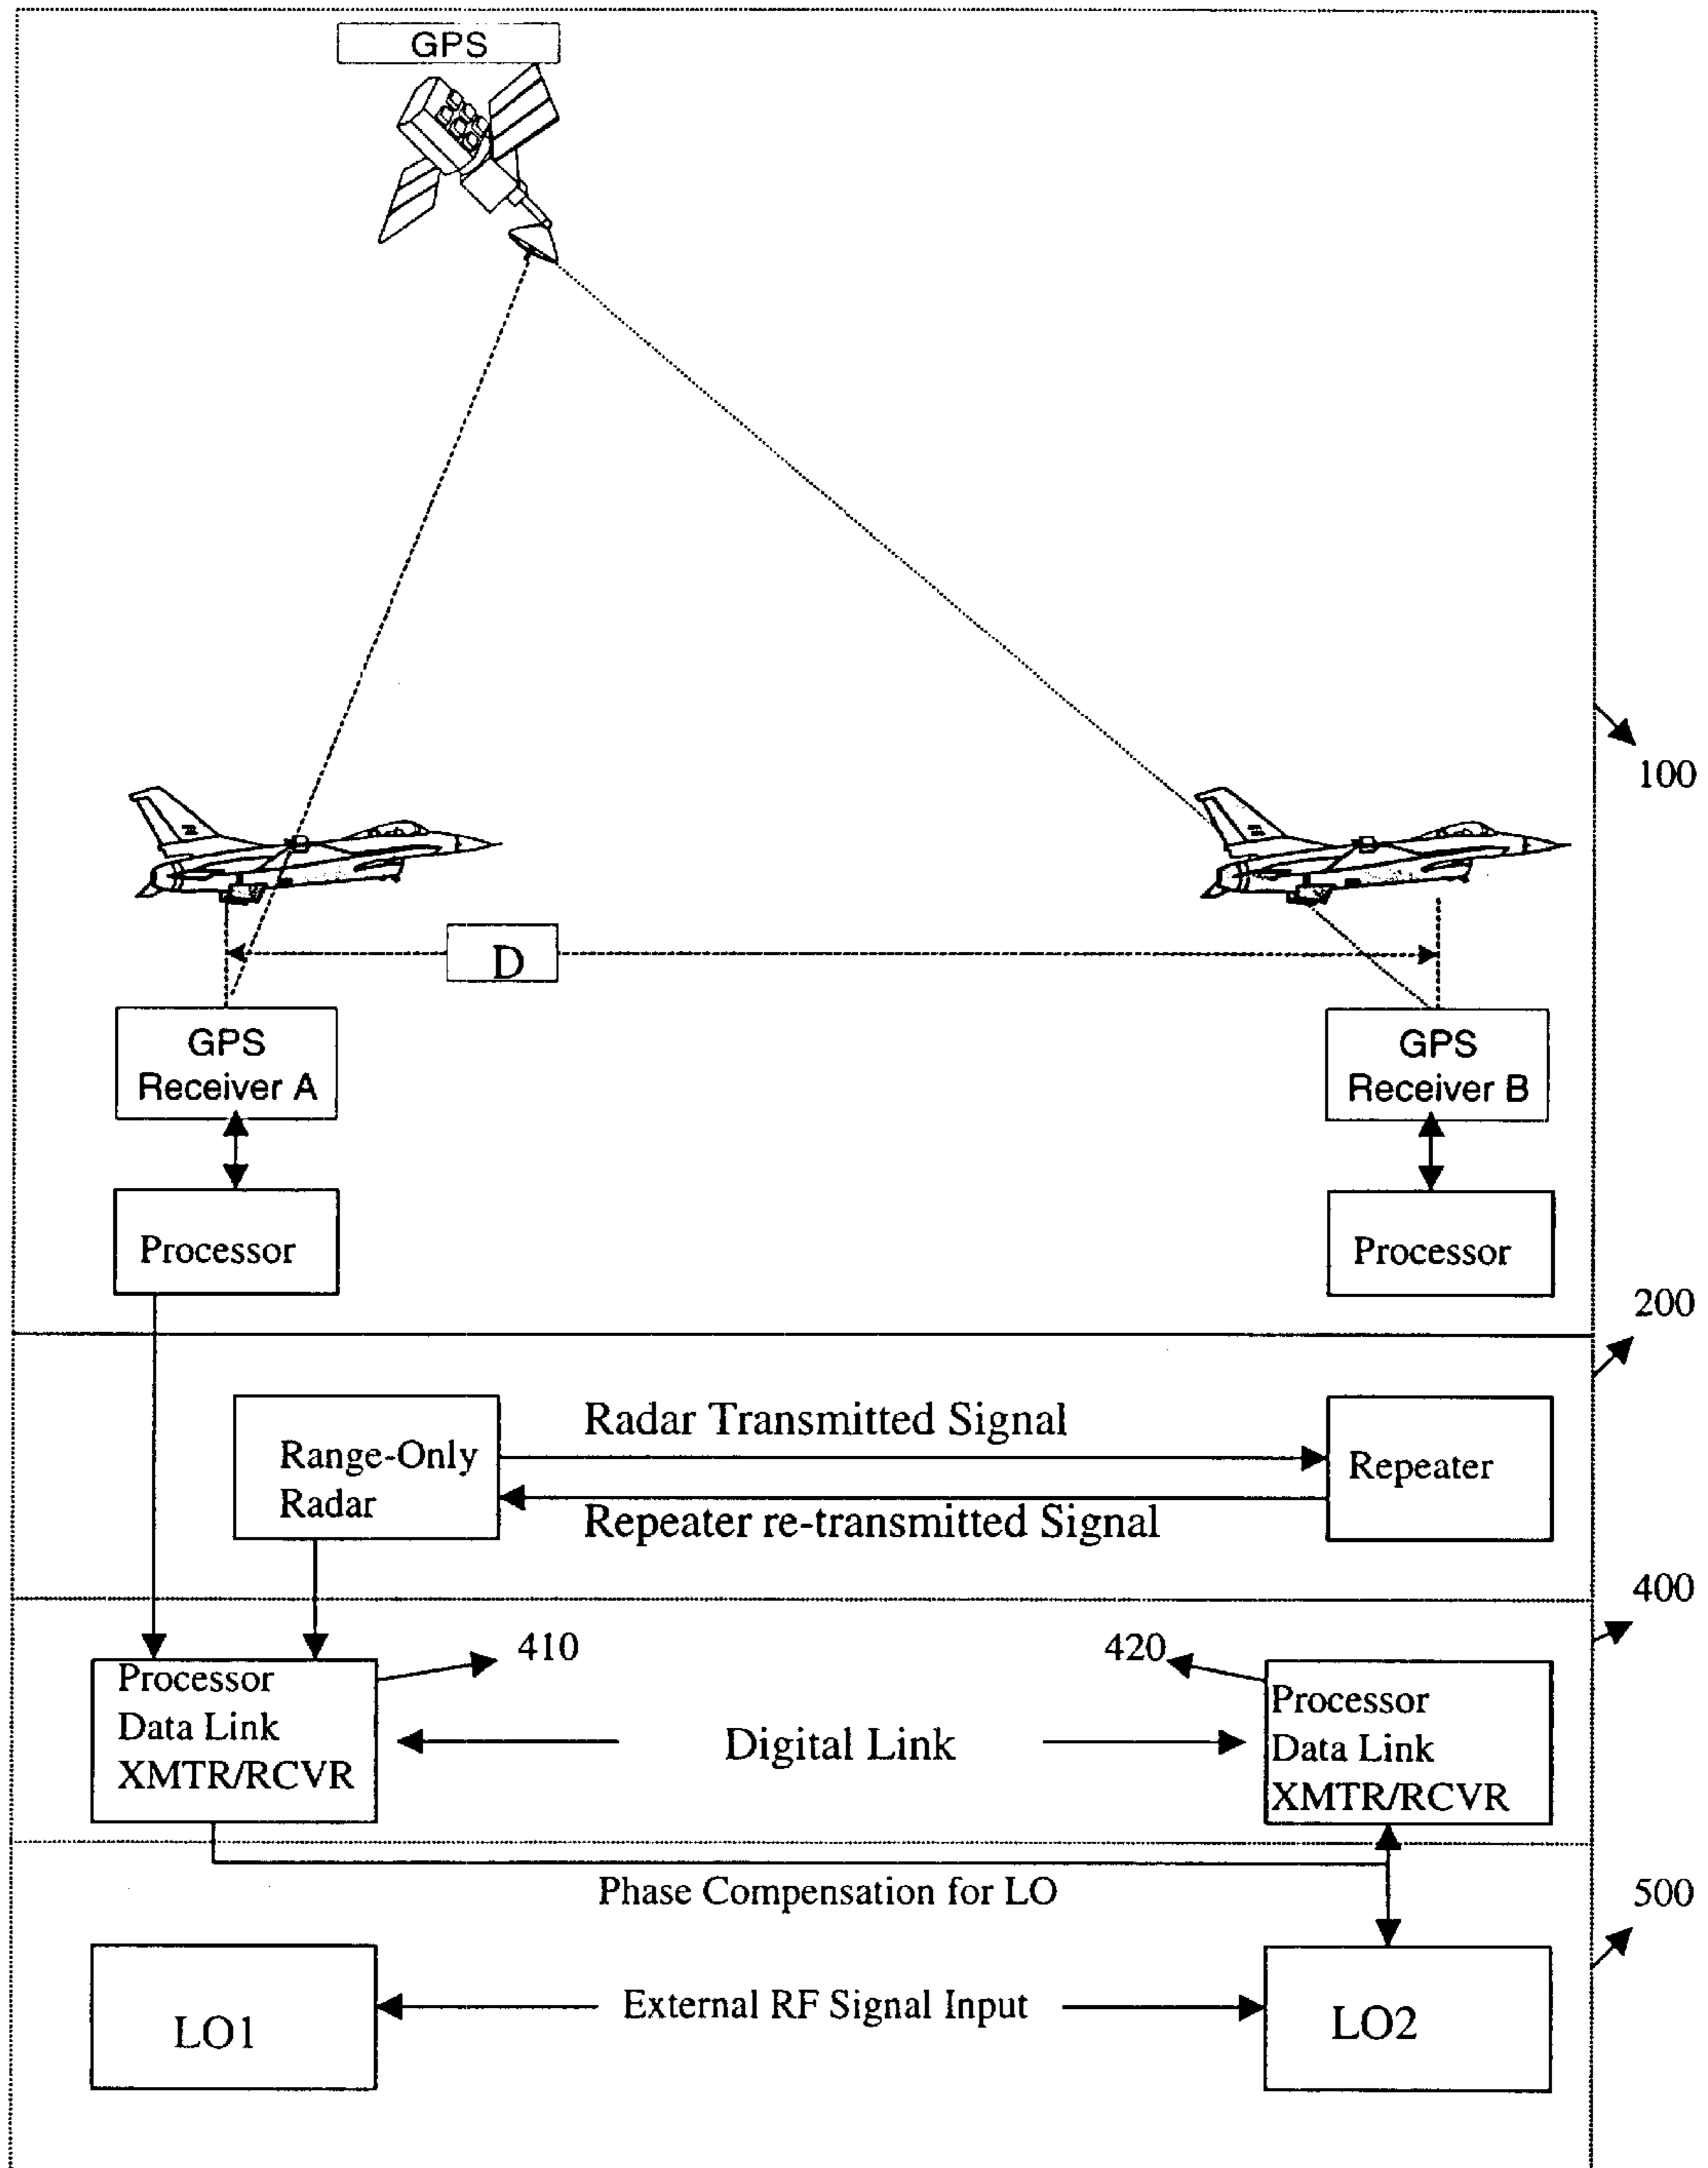 GPS
100
D
GPS
Receiver A
GPS
Receiver B
Processor
Processor
200
Radar Transmitted Signal
Range-Only
Radar
Repeater
Repeater re-transmitted Signal
400
410
420
Processor
Data Link
XMTR/RCVR
Digital Link
Processor
Data Link
XMTR/RCVR
Phase Compensation for LO
500
LO1
External RF Signal Input
LO2